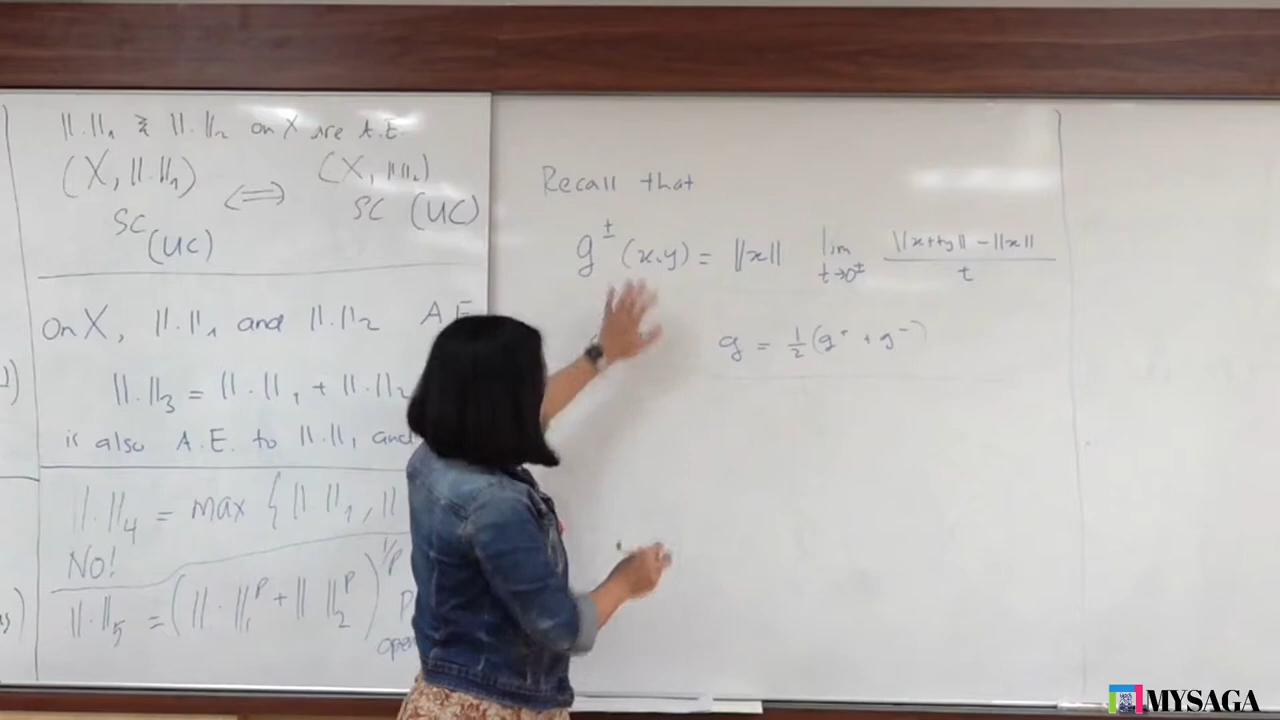 ||·||₁ & ||·||₂ on X are A.E.
(X, ||·||₁) ⟺ (X, ||·||₂)
SC (UC) SC (UC)
On X, ||·||₁ and ||·||₂ A.E
||·||₃ = ||·||₁ + ||·||₂
is also A.E. to ||·||₁ and
||·||₄ = max { ||·||₁, ||
NO!
||·||₅ = (||·||₁ᵖ + || ||₂ᵖ)^(1/p) p
open
Recall that
g^±(x,y) = ||x|| lim t→0^± (||x+ty|| - ||x||)/t
g = 1/2 (g⁺ + g⁻)
MYSAGA